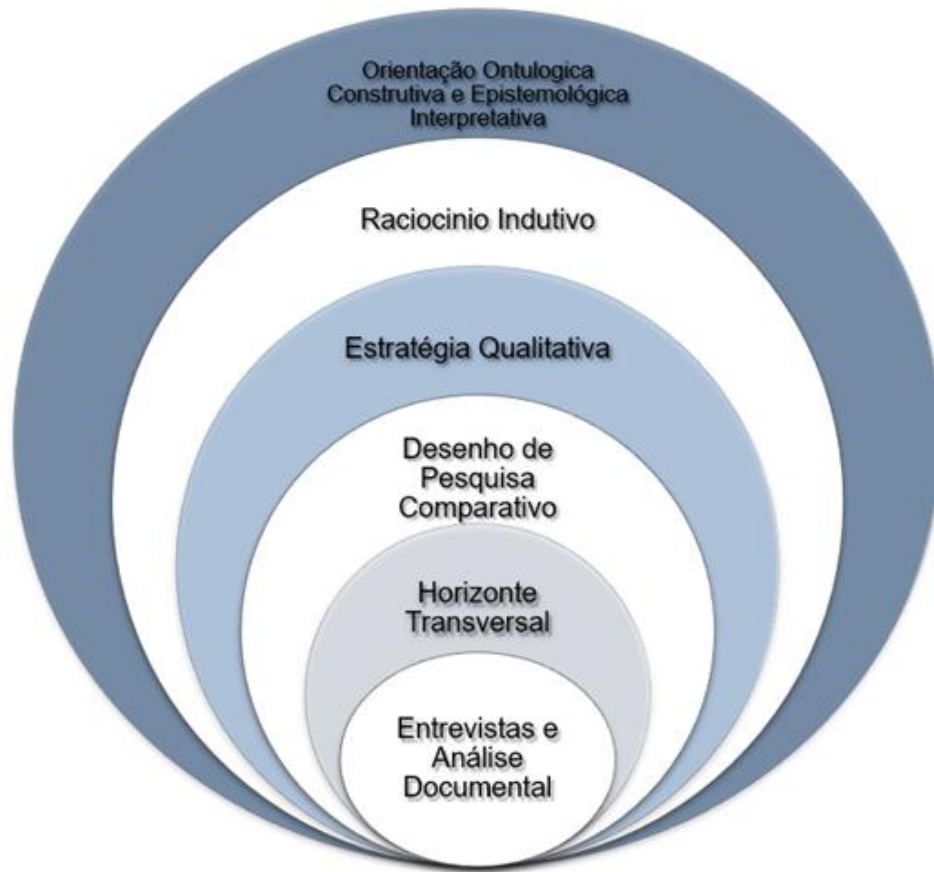 Orientação Ontulogica
Construtiva e Epistemológica
Interpretativa
Raciocinio Indutivo
Estratégia Qualitativa
Desenho de
Pesquisa
Comparativo
Horizonte
Transversal
Entrevistas e
Análise
Documental